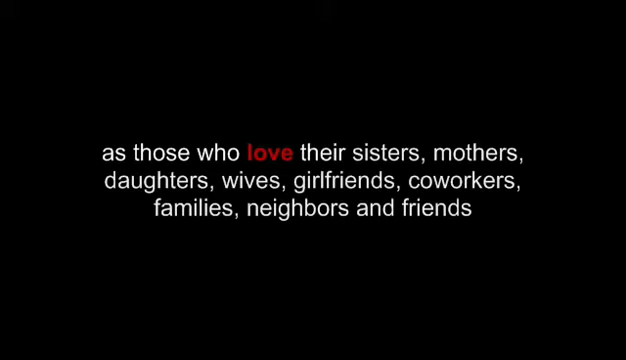 as those who love their sisters, mothers,
daughters, wives, girlfriends, coworkers,
families, neighbors and friends